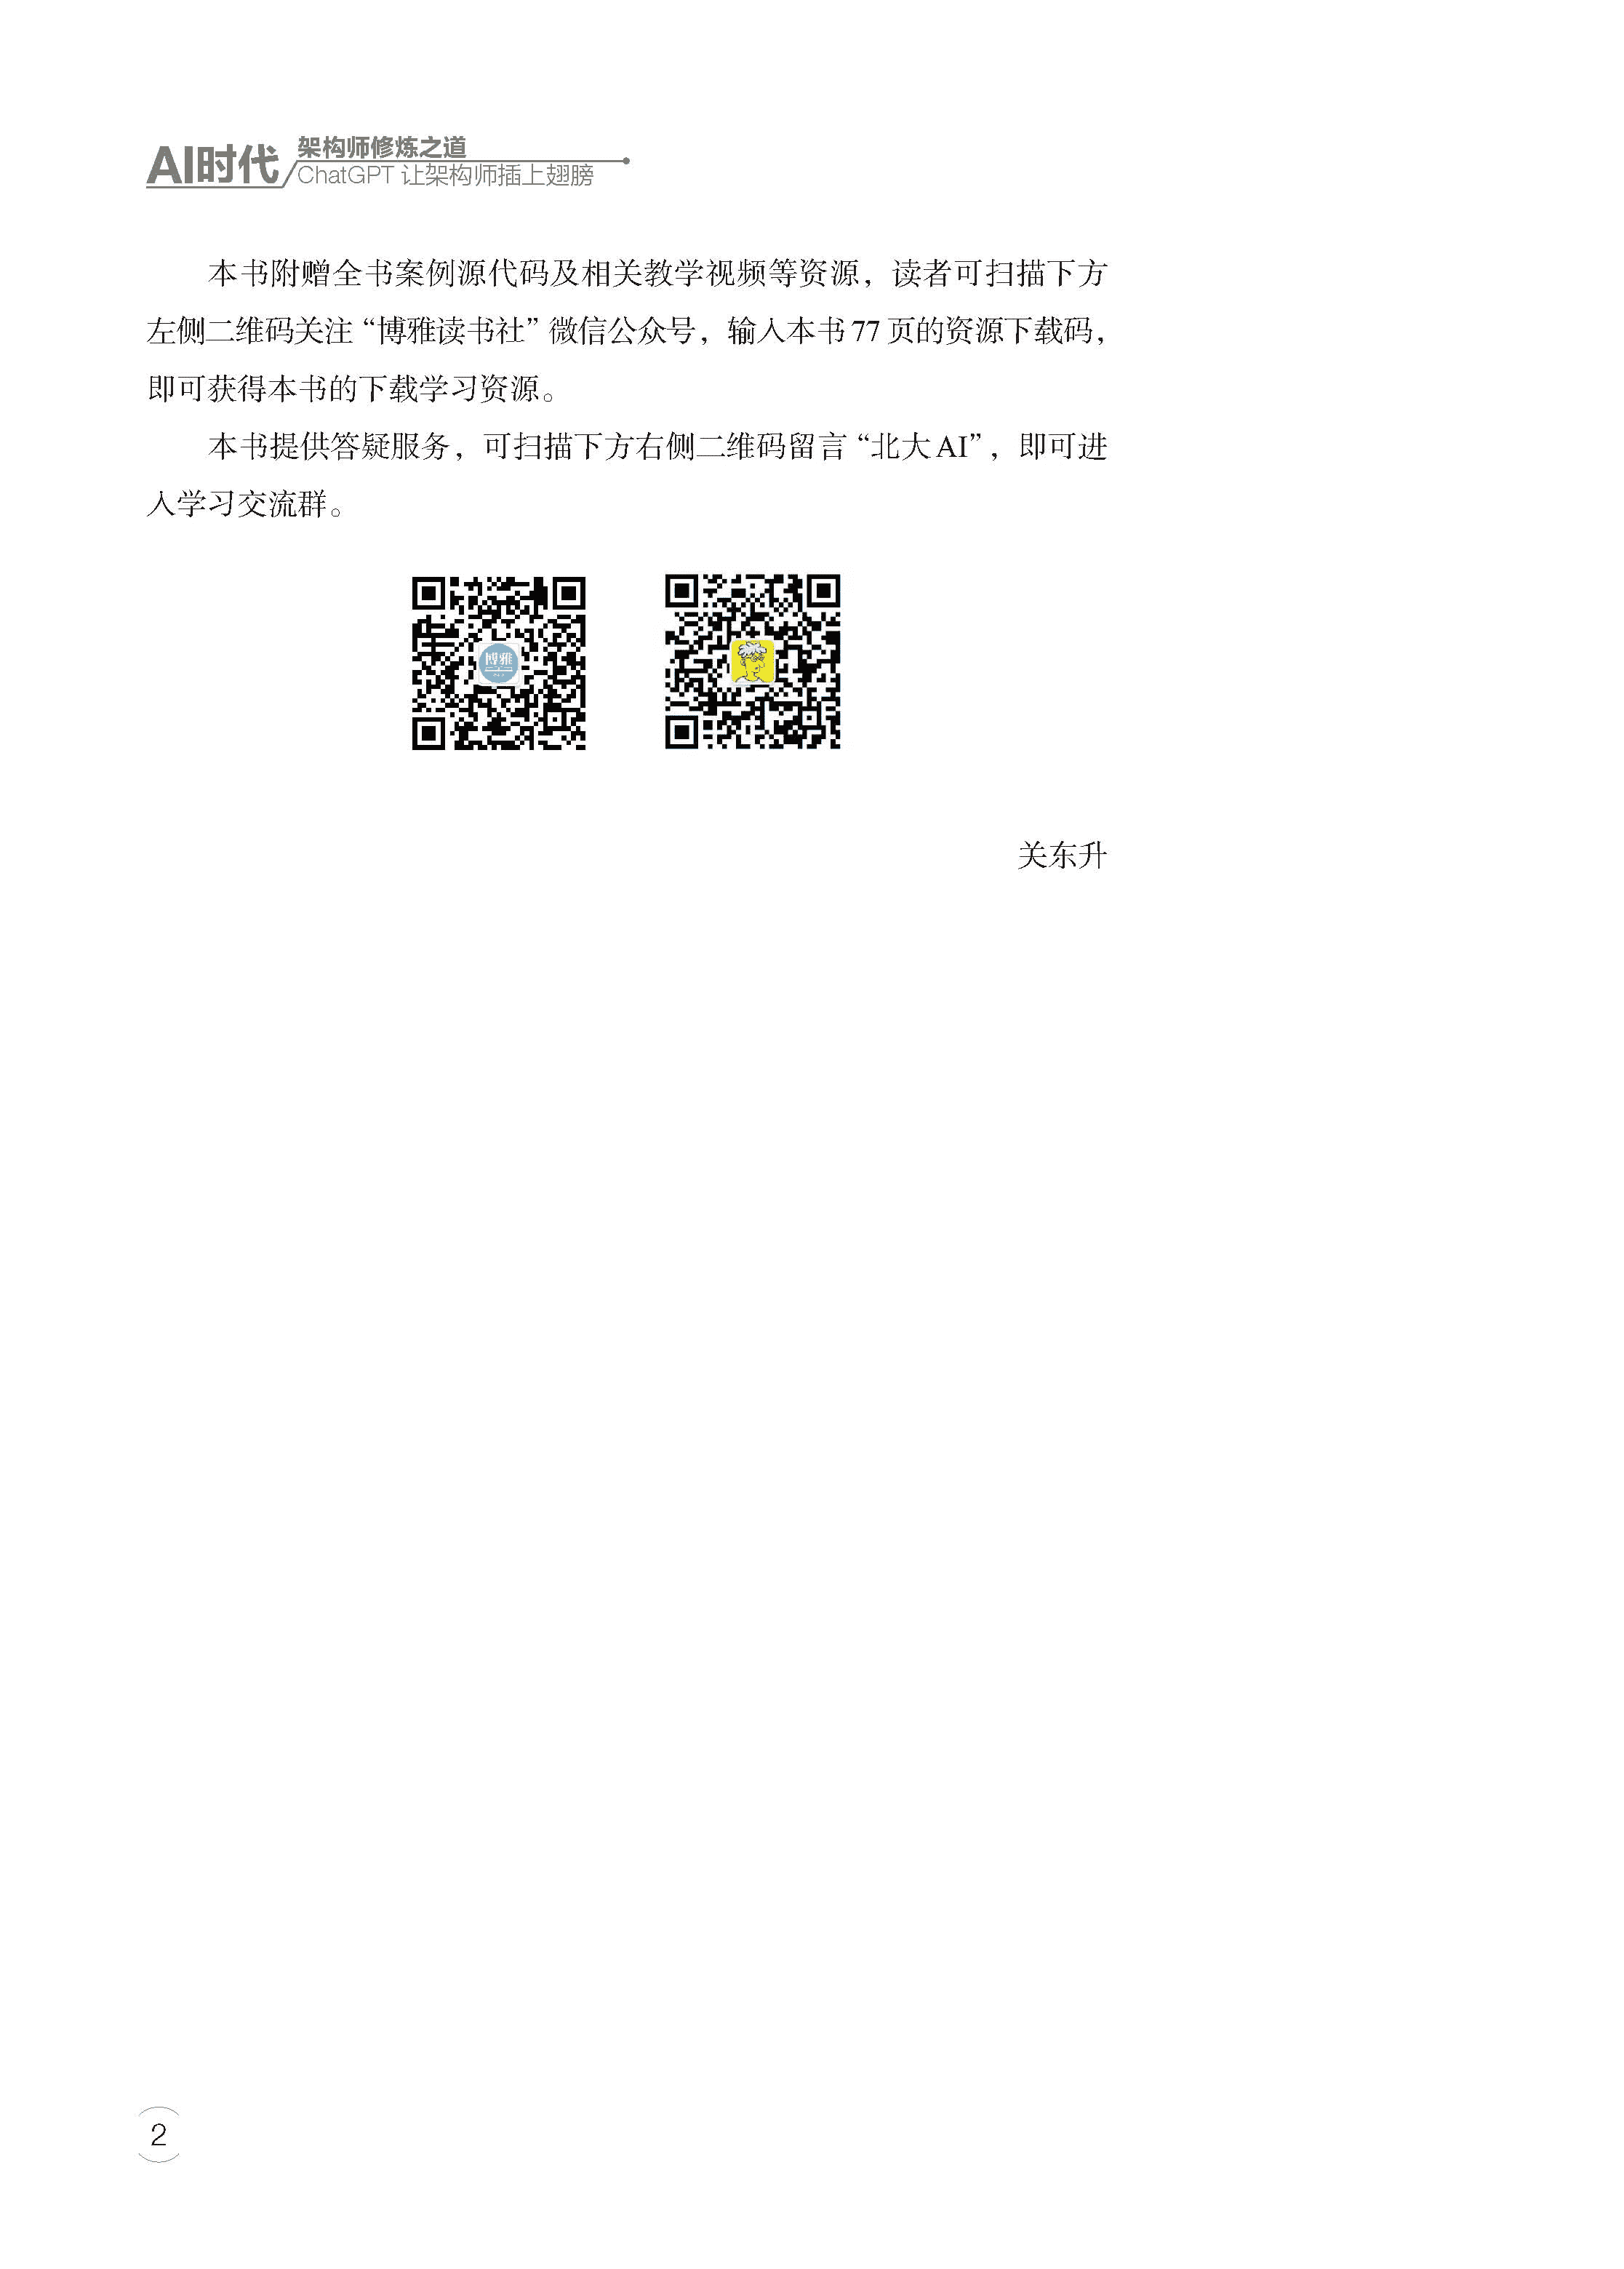 AI时代
架构师修炼之道
ChatGPT 让架构师插上翅膀
本书附赠全书案例源代码及相关教学视频等资源，读者可扫描下方
左侧二维码关注“博雅读书社”微信公众号，输入本书 77 页的资源下载码，
即可获得本书的下载学习资源。
本书提供答疑服务，可扫描下方右侧二维码留言“北大AI”，即可进
入学习交流群。
博雅
关东升
2